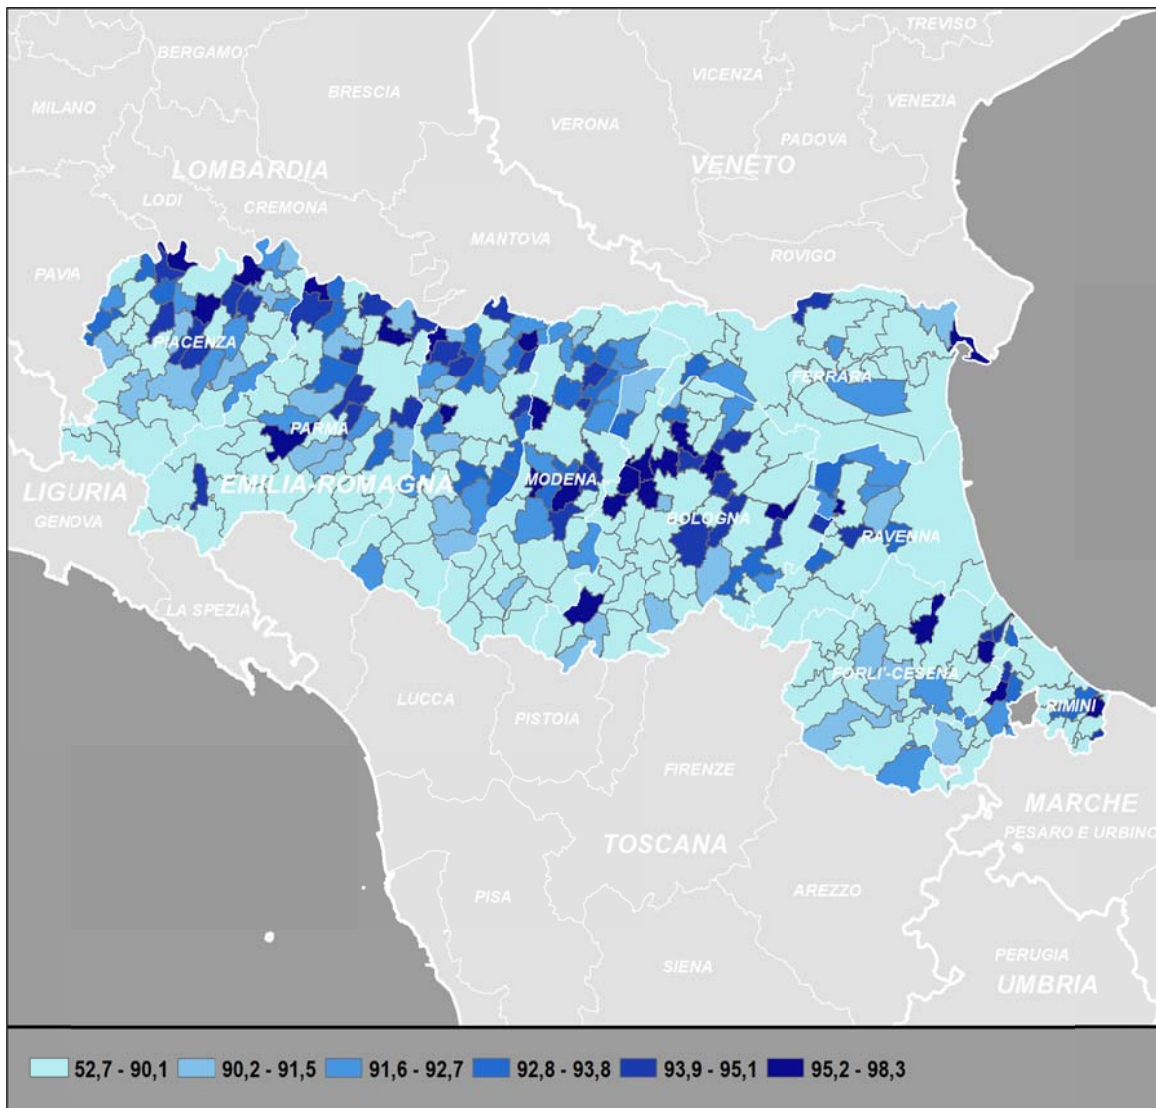 TREVISO
BERGAMO
VICENZA
BRESCIA
VENEZIA
MILANO
VERONA
PADOVA
LOMBARDIA
VENETO
LODI
CREMONA
MANTOVA
ROVIGO
PAVIA
PIACENZA
FERRARA
PARMA
EMILIA-ROMAGNA
MODENA
LIGURIA
GENOVA
BOLOGNA
RAVENNA
LA SPEZIA
FORLI'-CESENA
LUCCA
RIMINI
PISTOIA
FIRENZE
MARCHE
PESARO E URBINO
TOSCANA
PISA
AREZZO
PERUGIA
SIENA
UMBRIA
52,7 - 90,1 90,2 - 91,5 91,6 - 92,7 92,8 - 93,8 93,9 - 95,1 95,2 - 98,3